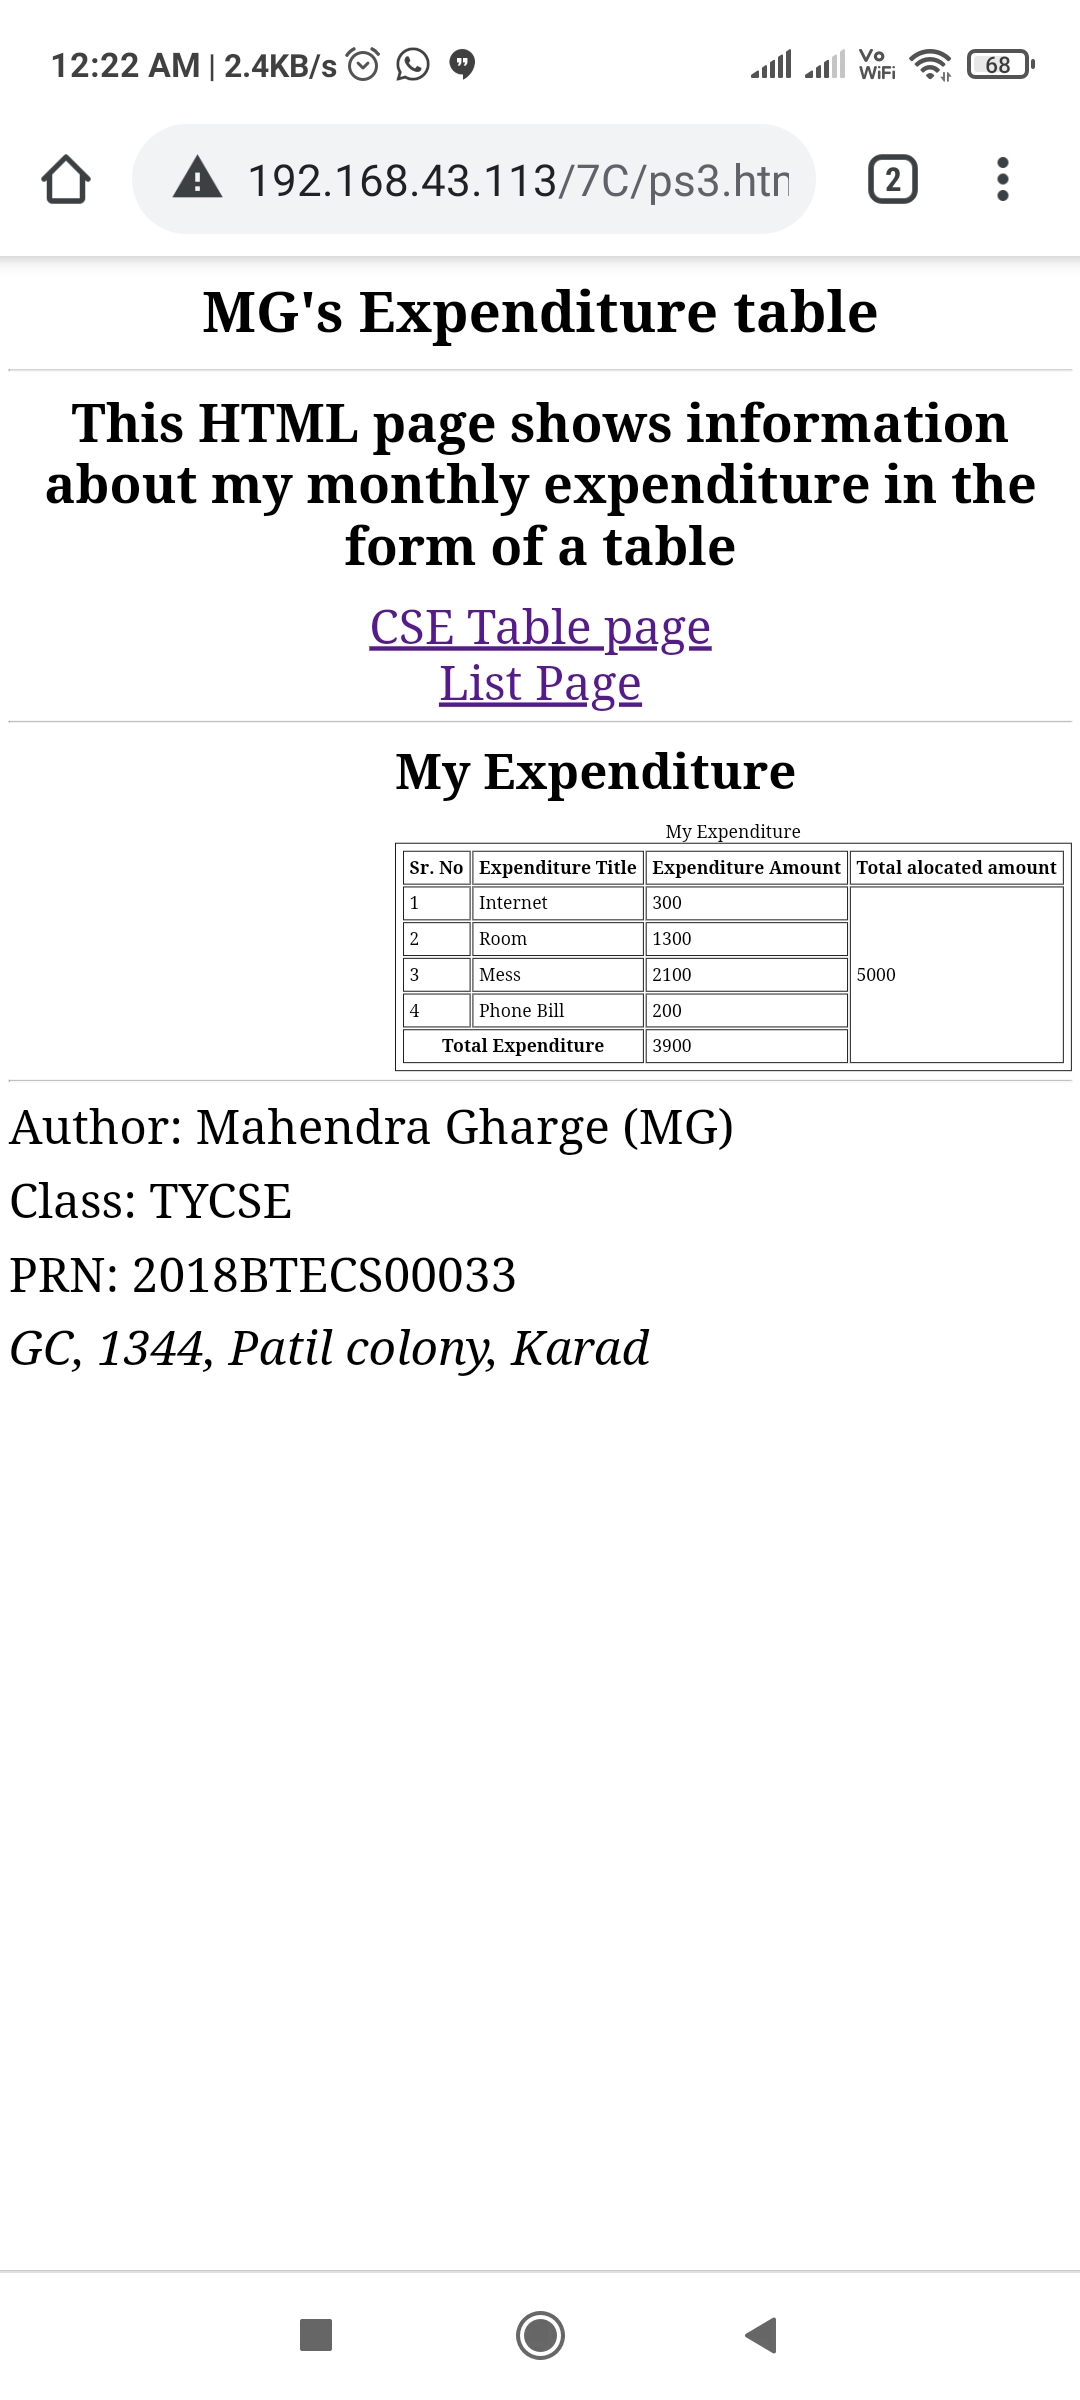 12:22 AM | 2.4KB/s Vo WiFi 68
192.168.43.113/7C/ps3.htm 2
MG's Expenditure table
This HTML page shows information
about my monthly expenditure in the
form of a table
CSE Table page
List Page
My Expenditure
My Expenditure
Sr. No Expenditure Title Expenditure Amount Total alocated amount
1 Internet 300
2 Room 1300
3 Mess 2100 5000
4 Phone Bill 200
Total Expenditure 3900
Author: Mahendra Gharge (MG)
Class: TYCSE
PRN: 2018BTECS00033
GC, 1344, Patil colony, Karad